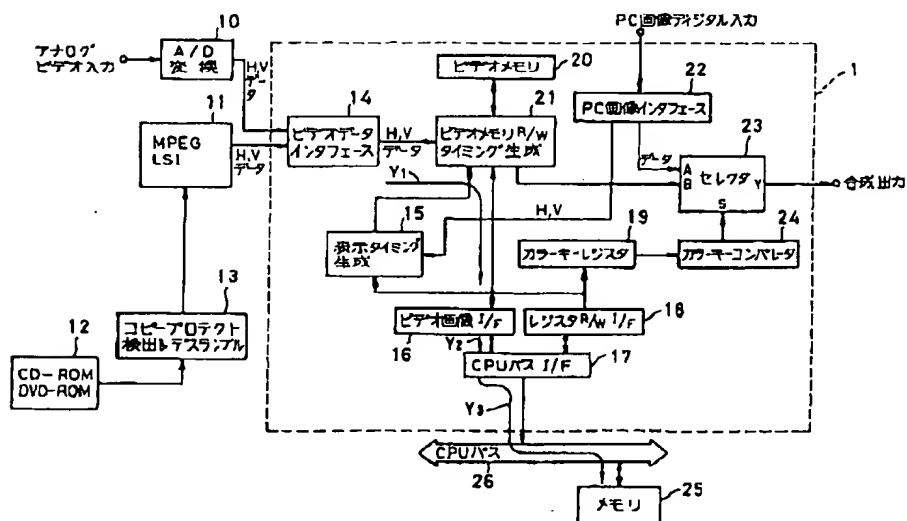 PC画像ディジタル入力
アナログ
ビデオ入力
10
A/D
変換
H,V
データ
11
MPEG
LSI
H,V
データ
12
CD-ROM
DVD-ROM
13
コピープロテクト
検出&デスランブル
14
ビデオデータ
インタフェース
H,V
データ
Y1
15
表示タイミング
生成
H,V
ビデオメモリ
20
21
ビデオメモリR/W
タイミング生成
22
PC画像インタフェース
データ
1
23
A
B
セレクタ
Y
S
合成出力
19
カラーキーレジスタ
24
カラーキーコンパレータ
ビデオ画像I/F
16
Y2
レジスタR/W I/F
18
CPUバスI/F
17
Y3
CPUバス
26
メモリ
25